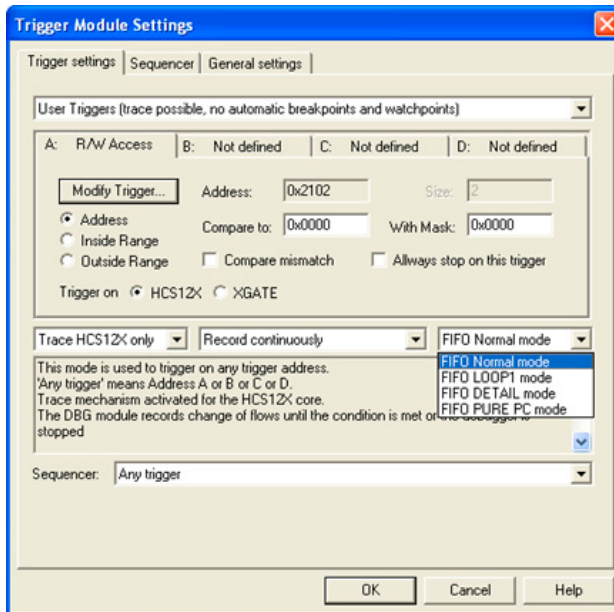 Trigger Module Settings
Trigger settings Sequencer General settings
User Triggers (trace possible, no automatic breakpoints and watchpoints)
A: R/W Access B: Not defined C: Not defined D: Not defined
Modify Trigger... Address: 0x2102 Size: 2
Address Compare to: 0x0000 With Mask: 0x0000
Inside Range
Outside Range Compare mismatch Allways stop on this trigger
Trigger on HCS12X XGATE
Trace HCS12X only Record continuously FIFO Normal mode
FIFO Normal mode
FIFO LOOP1 mode
FIFO DETAIL mode
FIFO PURE PC mode
This mode is used to trigger on any trigger address.
'Any trigger' means Address A or B or C or D.
Trace mechanism activated for the HCS12X core.
The DBG module records change of flows until the condition is met or
stopped
Sequencer: Any trigger
OK Cancel Help